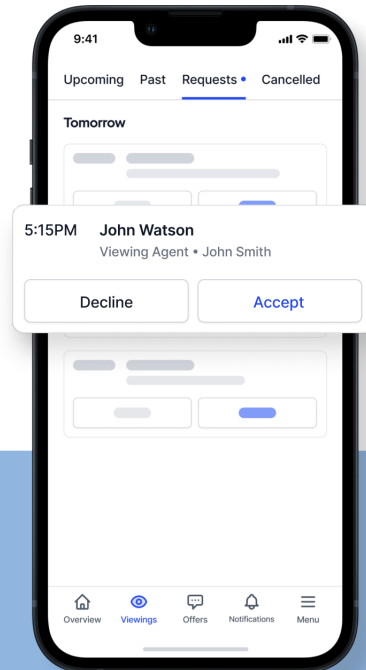 9:41
Upcoming Past Requests • Cancelled
Tomorrow
5:15PM John Watson
Viewing Agent • John Smith
Decline Accept
Overview Viewings Offers Notifications Menu